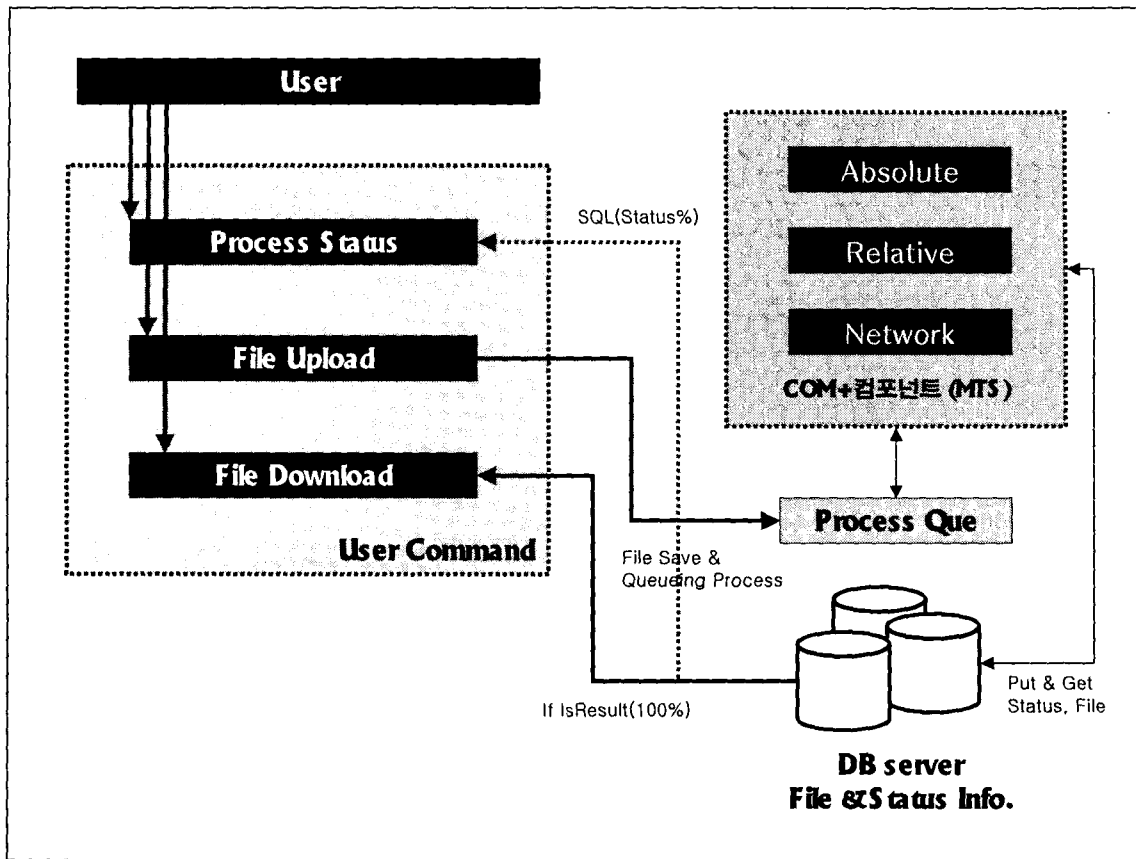 User
Process Status
File Upload
File Download
User Command
SQL(Status%)
Absolute
Relative
Network
COM+컴포넌트(MTS)
Process Que
File Save &
Queueing Process
If IsResult(100%)
Put & Get
Status, File
DB server
File &Status Info.